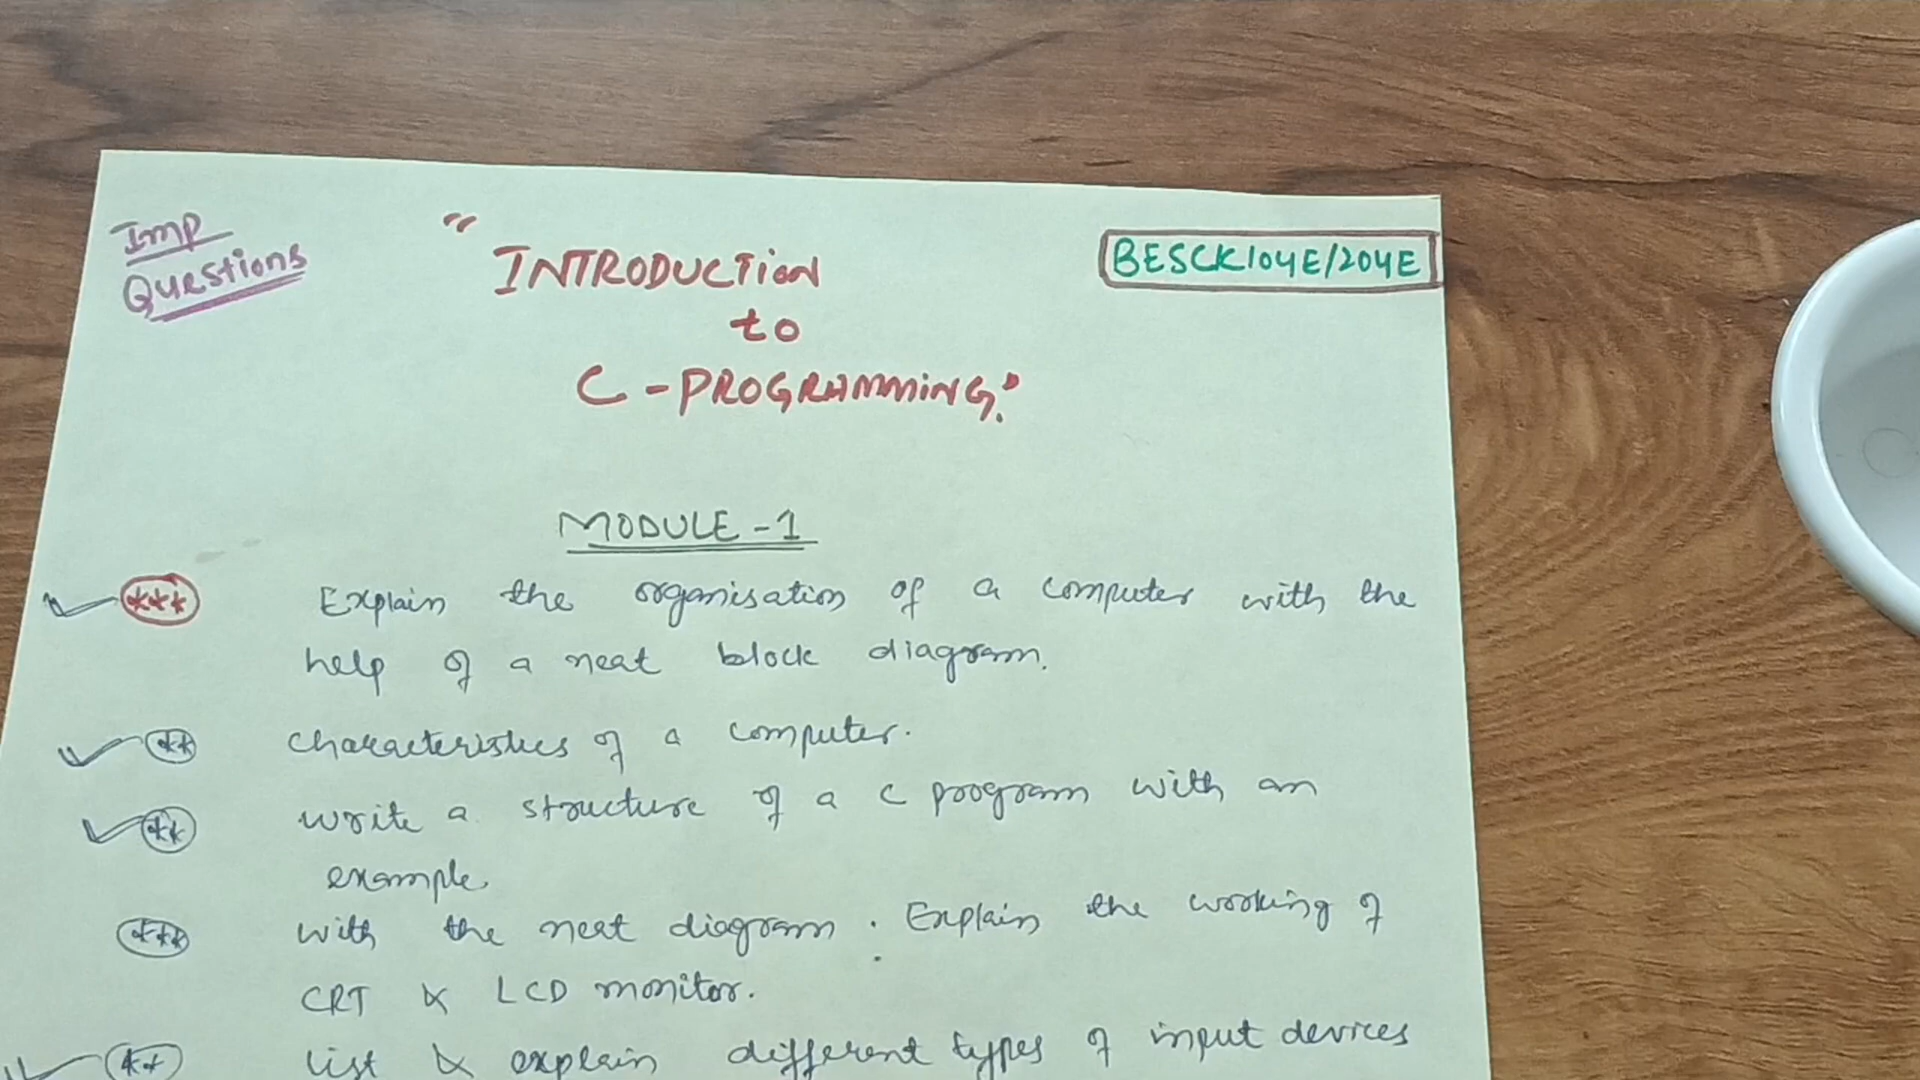 Imp
Questions
"INTRODUCTION
to
C-PROGRAMMING."
BESCK104E/204E
MODULE-1
*** Explain the organisation of a computer with the
help of a neat block diagram.
** characteristics of a computer.
** write a structure of a C program with an
example.
*** with the neat diagram. Explain the working of
CRT & LCD monitor.
** list & explain different types of input devices